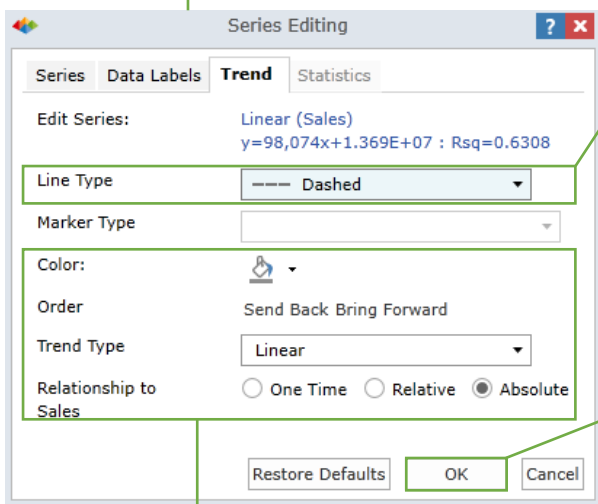 Series Editing
? x
Series Data Labels Trend Statistics
Edit Series: Linear (Sales)
y=98,074x+1.369E+07 : Rsq=0.6308
Line Type --- Dashed
Marker Type
Color:
Order Send Back Bring Forward
Trend Type Linear
Relationship to Sales One Time Relative Absolute
Restore Defaults OK Cancel